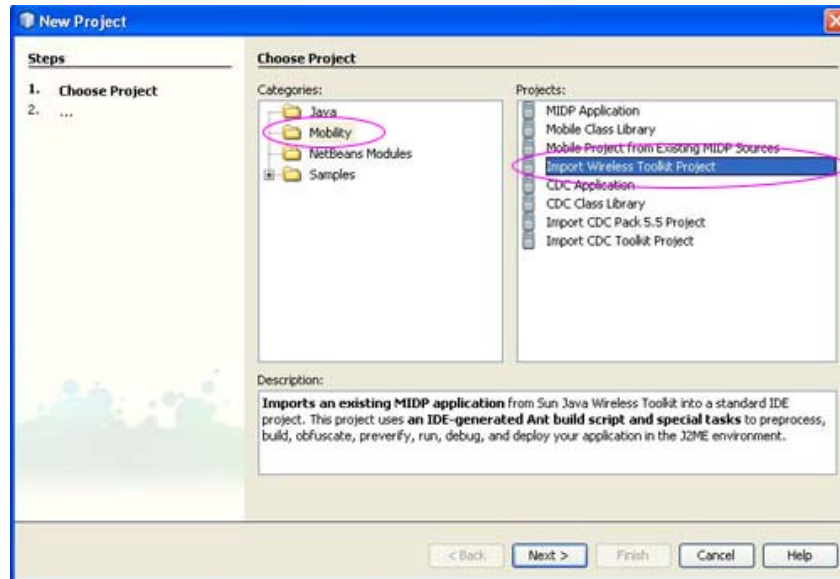 New Project
Steps
1. Choose Project
2. ...
Choose Project
Categories:
Java
Mobility
NetBeans Modules
Samples
Projects:
MIDP Application
Mobile Class Library
Mobile Project from Existing MIDP Sources
Import Wireless Toolkit Project
CDC Application
CDC Class Library
Import CDC Pack 5.5 Project
Import CDC Toolkit Project
Description:
Imports an existing MIDP application from Sun Java Wireless Toolkit into a standard IDE
project. This project uses an IDE-generated Ant build script and special tasks to preprocess,
build, obfuscate, preverify, run, debug, and deploy your application in the J2ME environment.
< Back
Next >
Finish
Cancel
Help